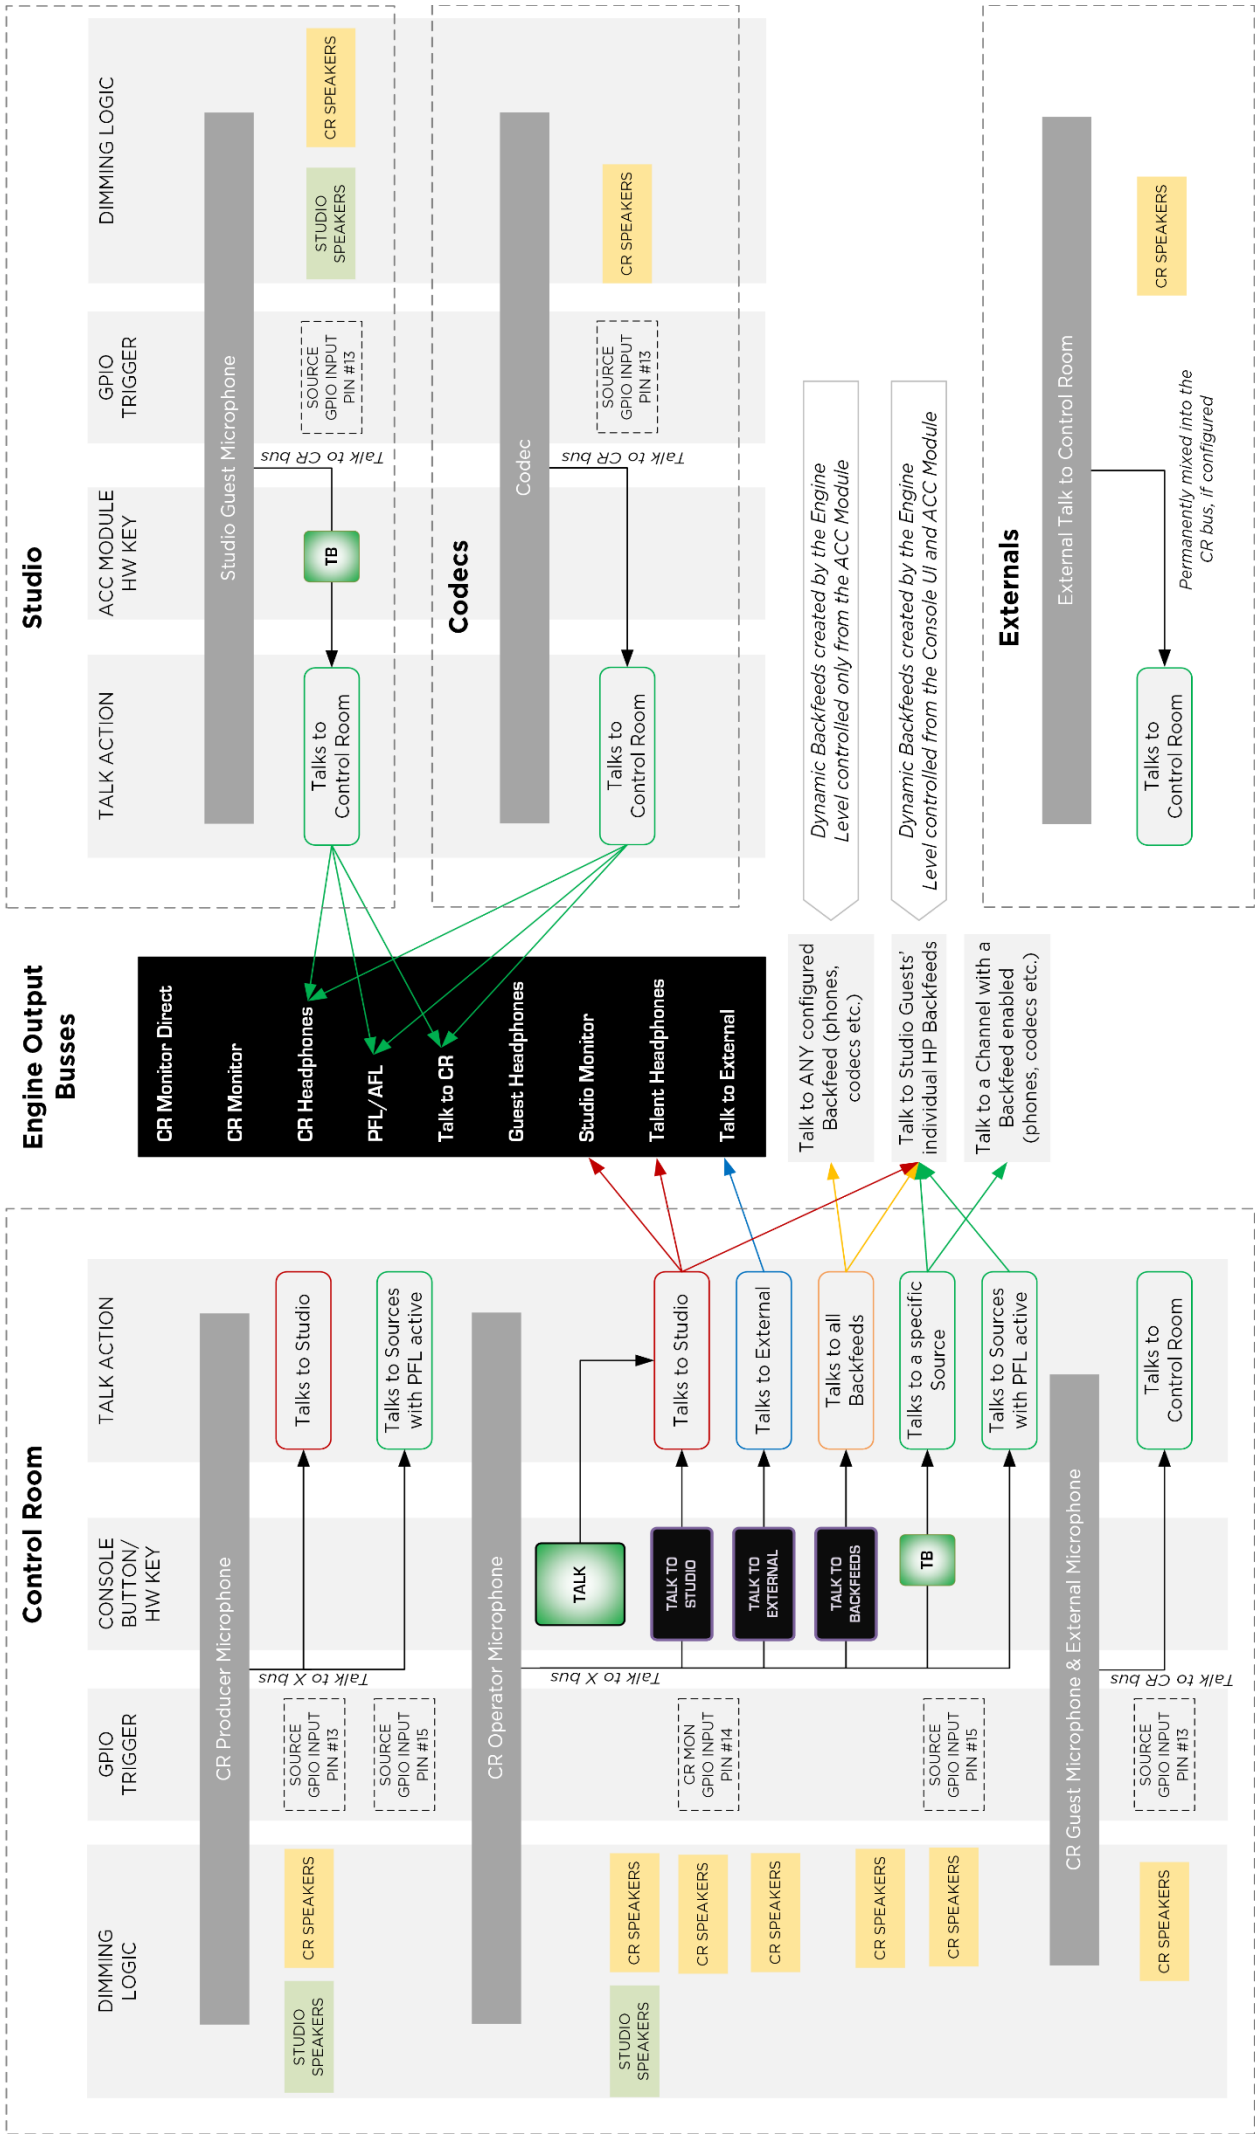 Control Room
DIMMING
LOGIC
GPIO
TRIGGER
CONSOLE
BUTTON/
HW KEY
TALK ACTION
CR Producer Microphone
STUDIO
SPEAKERS
CR SPEAKERS
SOURCE
GPIO INPUT
PIN #13
Talk to X bus
Talks to Studio
SOURCE
GPIO INPUT
PIN #15
Talks to Sources
with PFL active
CR Operator Microphone
TALK
Talk to X bus
STUDIO
SPEAKERS
CR SPEAKERS
TALK TO
STUDIO
Talks to Studio
CR SPEAKERS
CR MON
GPIO INPUT
PIN #14
TALK TO
EXTERNAL
Talks to External
CR SPEAKERS
TALK TO
BACKFEEDS
Talks to all
Backfeeds
CR SPEAKERS
TB
Talks to a specific
Source
CR SPEAKERS
SOURCE
GPIO INPUT
PIN #15
Talks to Sources
with PFL active
CR Guest Microphone & External Microphone
CR SPEAKERS
SOURCE
GPIO INPUT
PIN #13
Talk to CR bus
Talks to
Control Room
Engine Output
Busses
CR Monitor Direct
CR Monitor
CR Headphones
PFL/AFL
Talk to CR
Guest Headphones
Studio Monitor
Talent Headphones
Talk to External
Talk to ANY configured
Backfeed (phones,
codecs etc.)
Talk to Studio Guests'
individual HP Backfeeds
Talk to a Channel with a
Backfeed enabled
(phones, codecs etc.)
Dynamic Backfeeds created by the Engine
Level controlled only from the ACC Module
Dynamic Backfeeds created by the Engine
Level controlled from the Console UI and ACC Module
Studio
TALK ACTION
ACC MODULE
HW KEY
GPIO
TRIGGER
DIMMING LOGIC
Studio Guest Microphone
Talks to
Control Room
TB
Talk to CR bus
SOURCE
GPIO INPUT
PIN #13
STUDIO
SPEAKERS
CR SPEAKERS
Codecs
Codec
Talks to
Control Room
Talk to CR bus
SOURCE
GPIO INPUT
PIN #13
CR SPEAKERS
Externals
External Talk to Control Room
Talks to
Control Room
Permanently mixed into the
CR bus, if configured
CR SPEAKERS